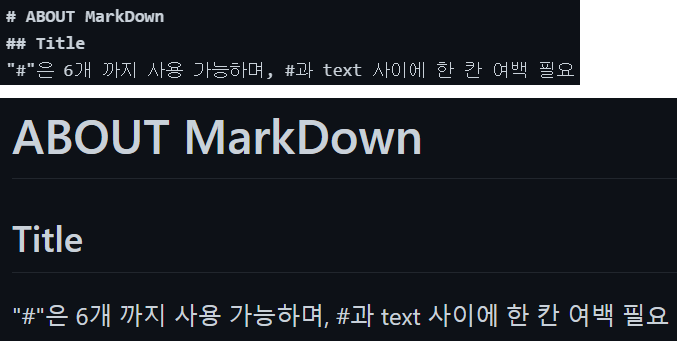 # ABOUT MarkDown
## Title
"#"은 6개 까지 사용 가능하며, #과 text 사이에 한 칸 여백 필요
ABOUT MarkDown
Title
"#"은 6개 까지 사용 가능하며, #과 text 사이에 한 칸 여백 필요